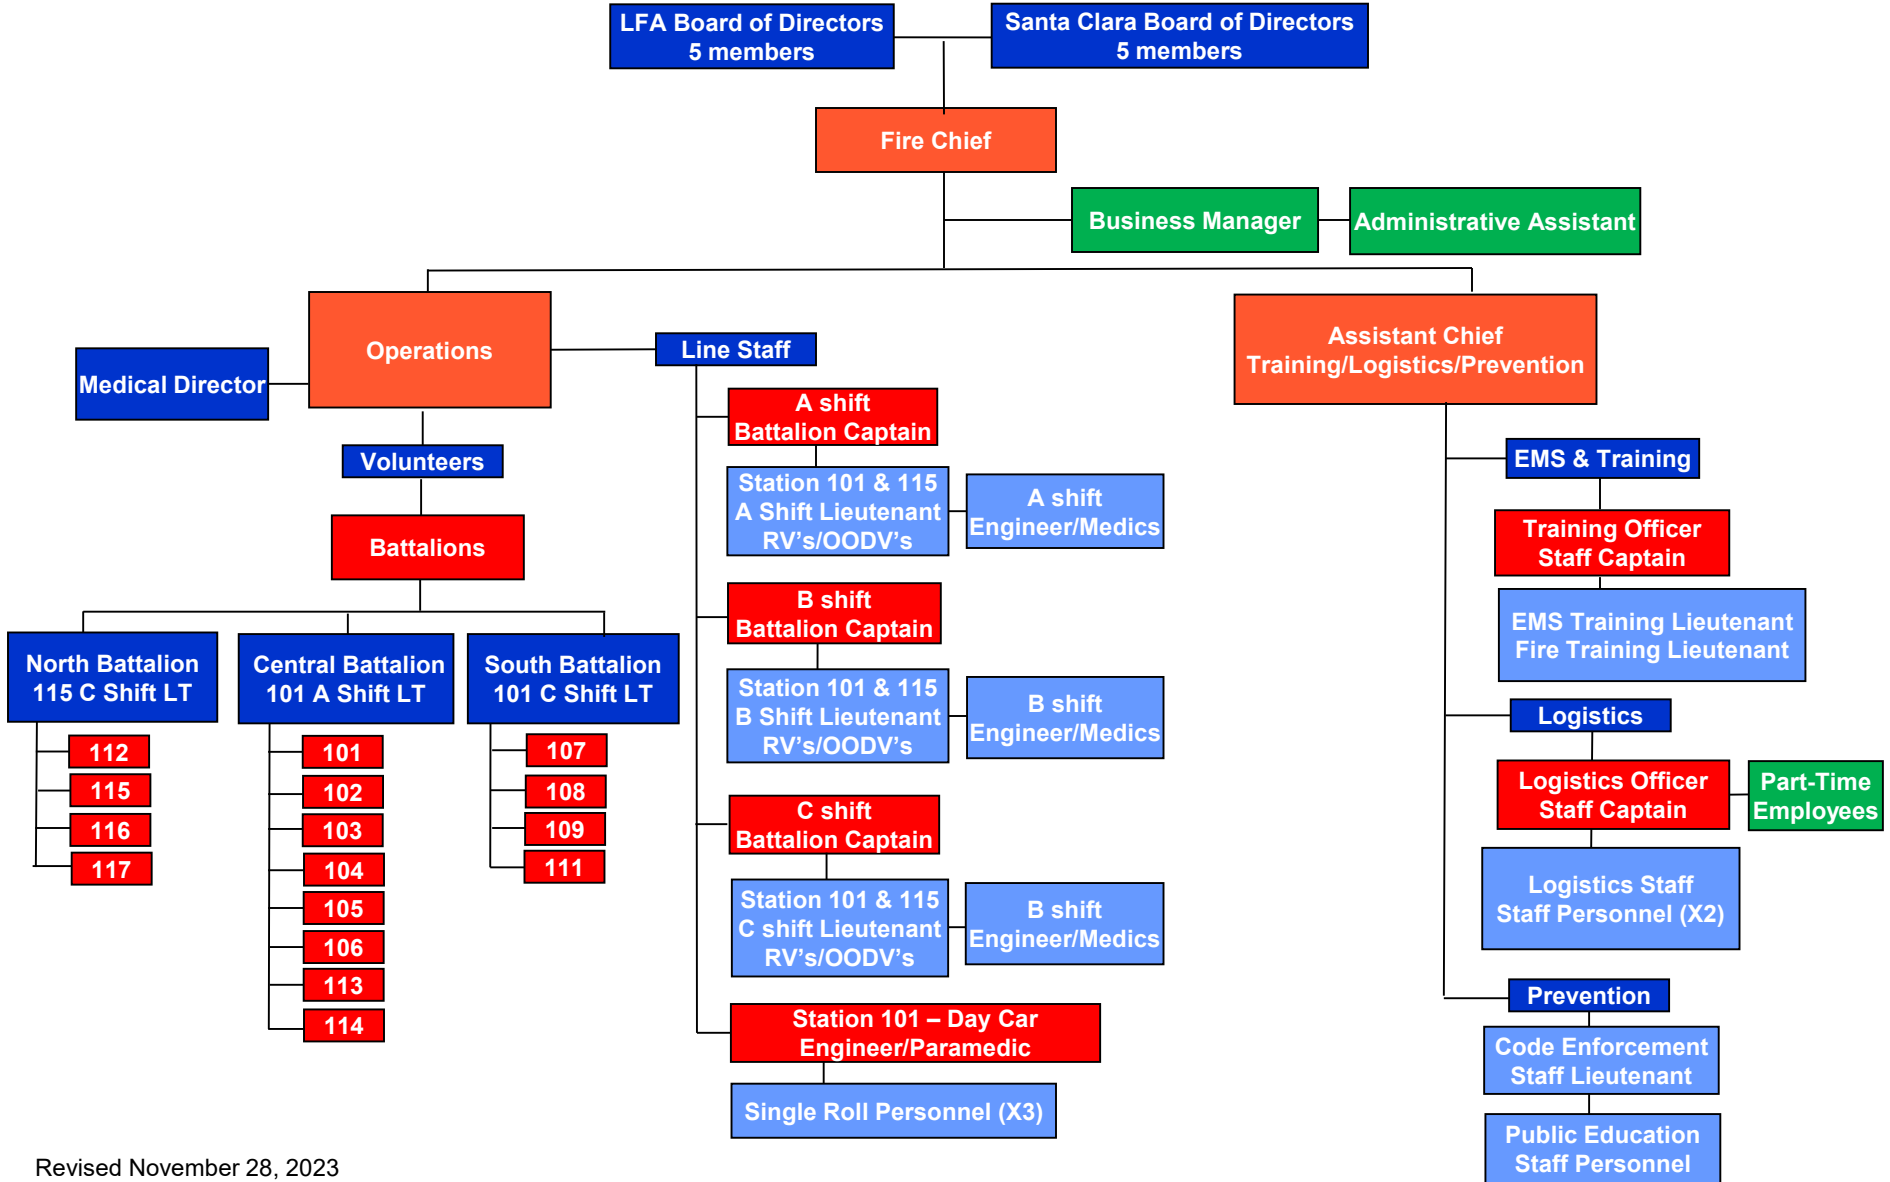 LFA Board of Directors
5 members
Santa Clara Board of Directors
5 members
Fire Chief
Business Manager
Administrative Assistant
Operations
Medical Director
Volunteers
Battalions
North Battalion
115 C Shift LT
112
115
116
117
Central Battalion
101 A Shift LT
101
102
103
104
105
106
113
114
South Battalion
101 C Shift LT
107
108
109
111
Line Staff
A shift
Battalion Captain
Station 101 & 115
A Shift Lieutenant
RV’s/OODV’s
A shift
Engineer/Medics
B shift
Battalion Captain
Station 101 & 115
B Shift Lieutenant
RV’s/OODV’s
B shift
Engineer/Medics
C shift
Battalion Captain
Station 101 & 115
C shift Lieutenant
RV’s/OODV’s
B shift
Engineer/Medics
Station 101 – Day Car
Engineer/Paramedic
Single Roll Personnel (X3)
Assistant Chief
Training/Logistics/Prevention
EMS & Training
Training Officer
Staff Captain
EMS Training Lieutenant
Fire Training Lieutenant
Logistics
Logistics Officer
Staff Captain
Part-Time
Employees
Logistics Staff
Staff Personnel (X2)
Prevention
Code Enforcement
Staff Lieutenant
Public Education
Staff Personnel
Revised November 28, 2023